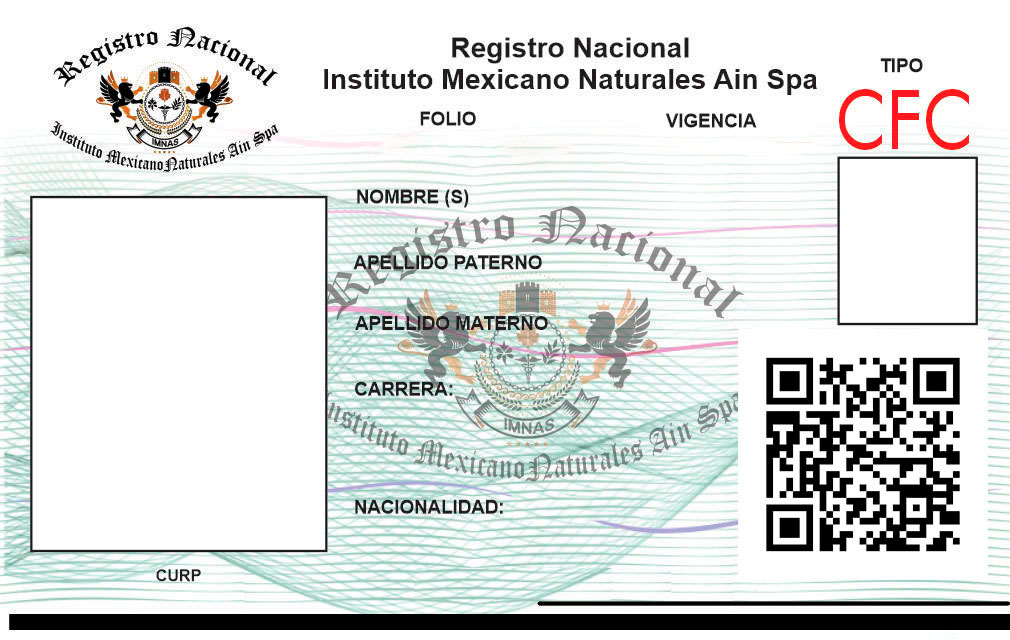 Registro Nacional
IMNAS
Instituto Mexicano Naturales Ain Spa
Registro Nacional
Instituto Mexicano Naturales Ain Spa
FOLIO
VIGENCIA
TIPO
CFC
NOMBRE (S)
Registro Nacional
APELLIDO PATERNO
APELLIDO MATERNO
CARRERA:
IMNAS
Instituto Mexicano Naturales Ain Spa
NACIONALIDAD:
CURP